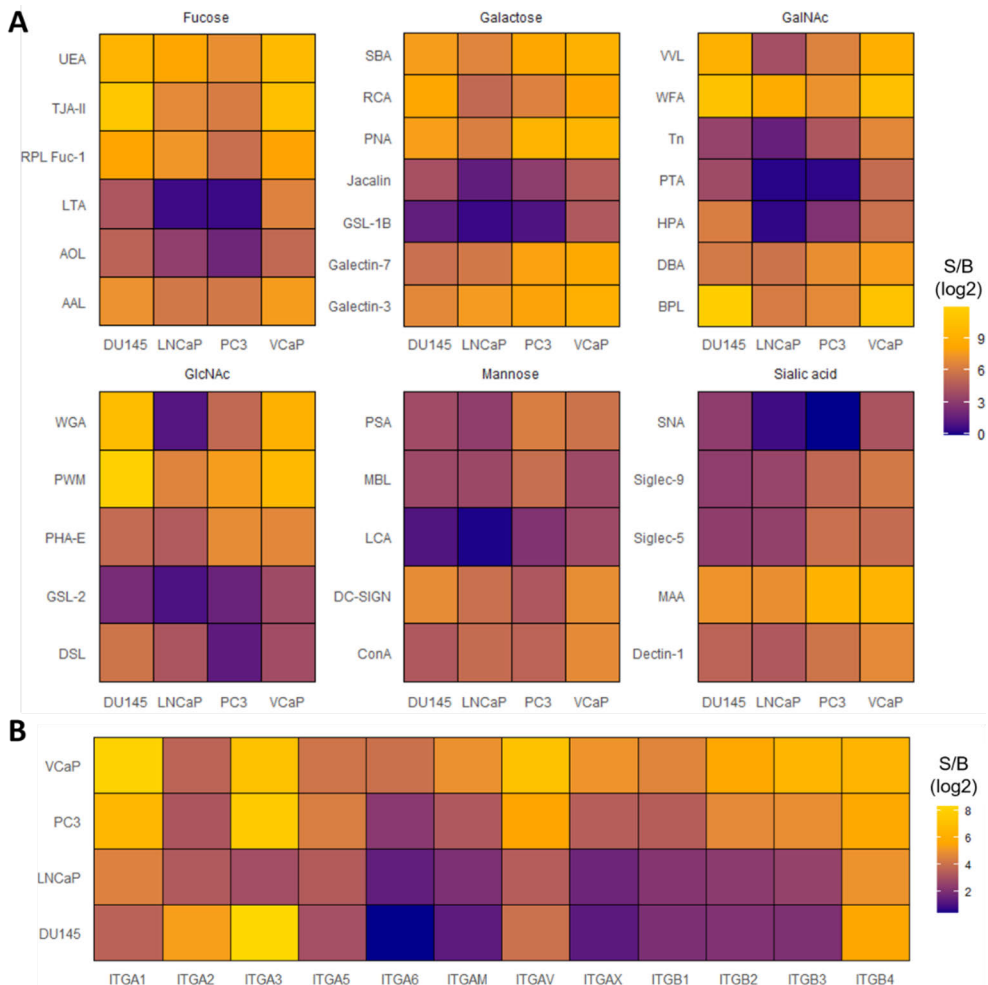 A
Fucose
Galactose
GalNAc
UEA
TJA-II
RPL Fuc-1
LTA
AOL
AAL
DU145 LNCaP PC3 VCaP
SBA
RCA
PNA
Jacalin
GSL-1B
Galectin-7
Galectin-3
DU145 LNCaP PC3 VCaP
VVL
WFA
Tn
PTA
HPA
DBA
BPL
DU145 LNCaP PC3 VCaP
S/B
(log2)
9
6
3
0
GlcNAc
Mannose
Sialic acid
WGA
PWM
PHA-E
GSL-2
DSL
DU145 LNCaP PC3 VCaP
PSA
MBL
LCA
DC-SIGN
ConA
DU145 LNCaP PC3 VCaP
SNA
Siglec-9
Siglec-5
MAA
Dectin-1
DU145 LNCaP PC3 VCaP
B
VCaP
PC3
LNCaP
DU145
ITGA1 ITGA2 ITGA3 ITGA5 ITGA6 ITGAM ITGAV ITGAX ITGB1 ITGB2 ITGB3 ITGB4
S/B
(log2)
8
6
4
2